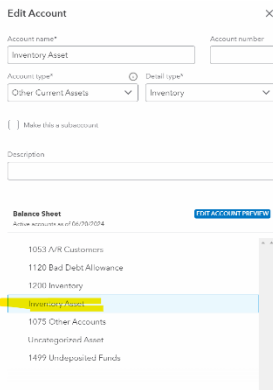 Edit Account
Account name*
Account number
Inventory Asset
Account type*
Detail type*
Other Current Assets
Inventory
Make this a subaccount
Description
Balance Sheet
EDIT ACCOUNT PREVIEW
Active accounts as of 06/20/2024
1053 A/R Customers
1120 Bad Debt Allowance
1200 Inventory
Inventory Asset
1075 Other Accounts
Uncategorized Asset
1499 Undeposited Funds